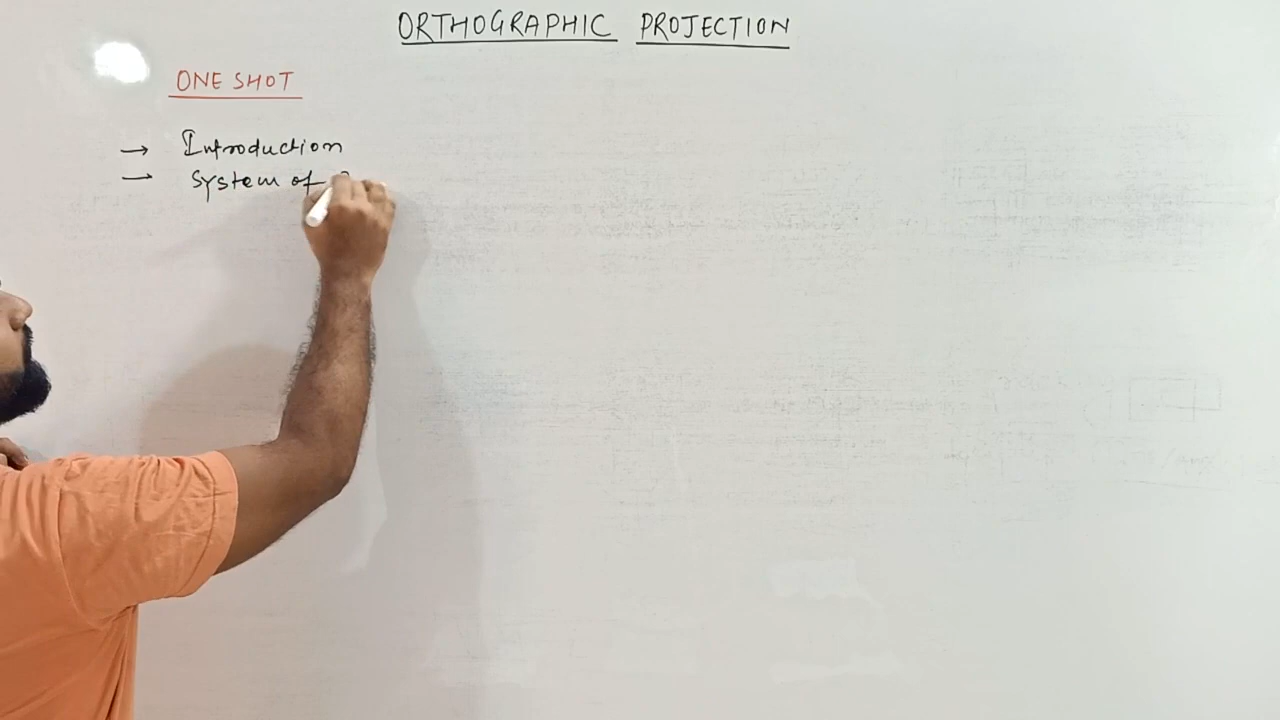 ORTHOGRAPHIC PROJECTION
ONE SHOT
→ Introduction
→ System of